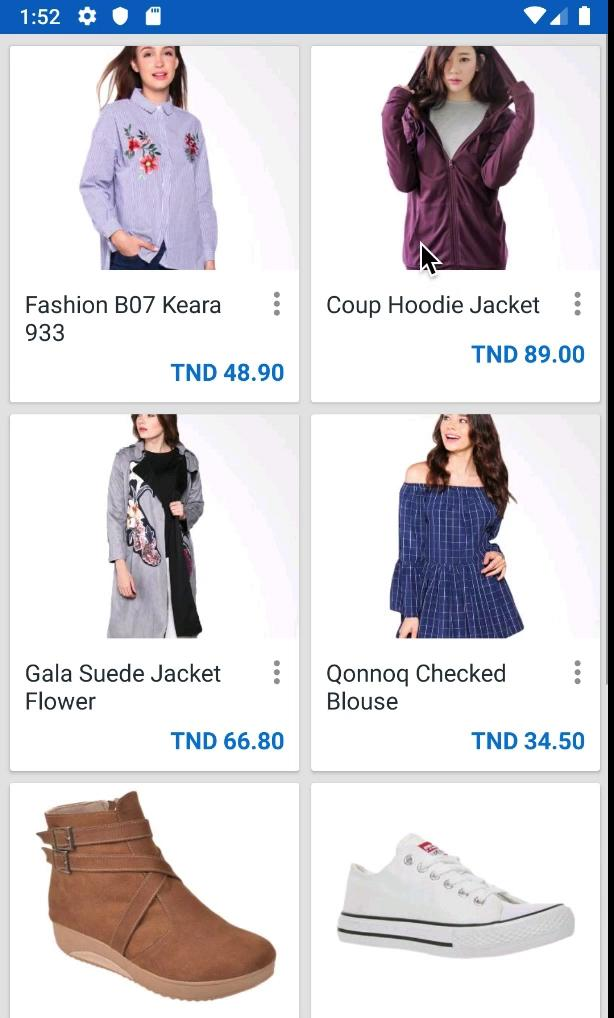 1:52
Fashion B07 Keara
933
TND 48.90
Coup Hoodie Jacket
TND 89.00
Gala Suede Jacket
Flower
TND 66.80
Qonnoq Checked
Blouse
TND 34.50